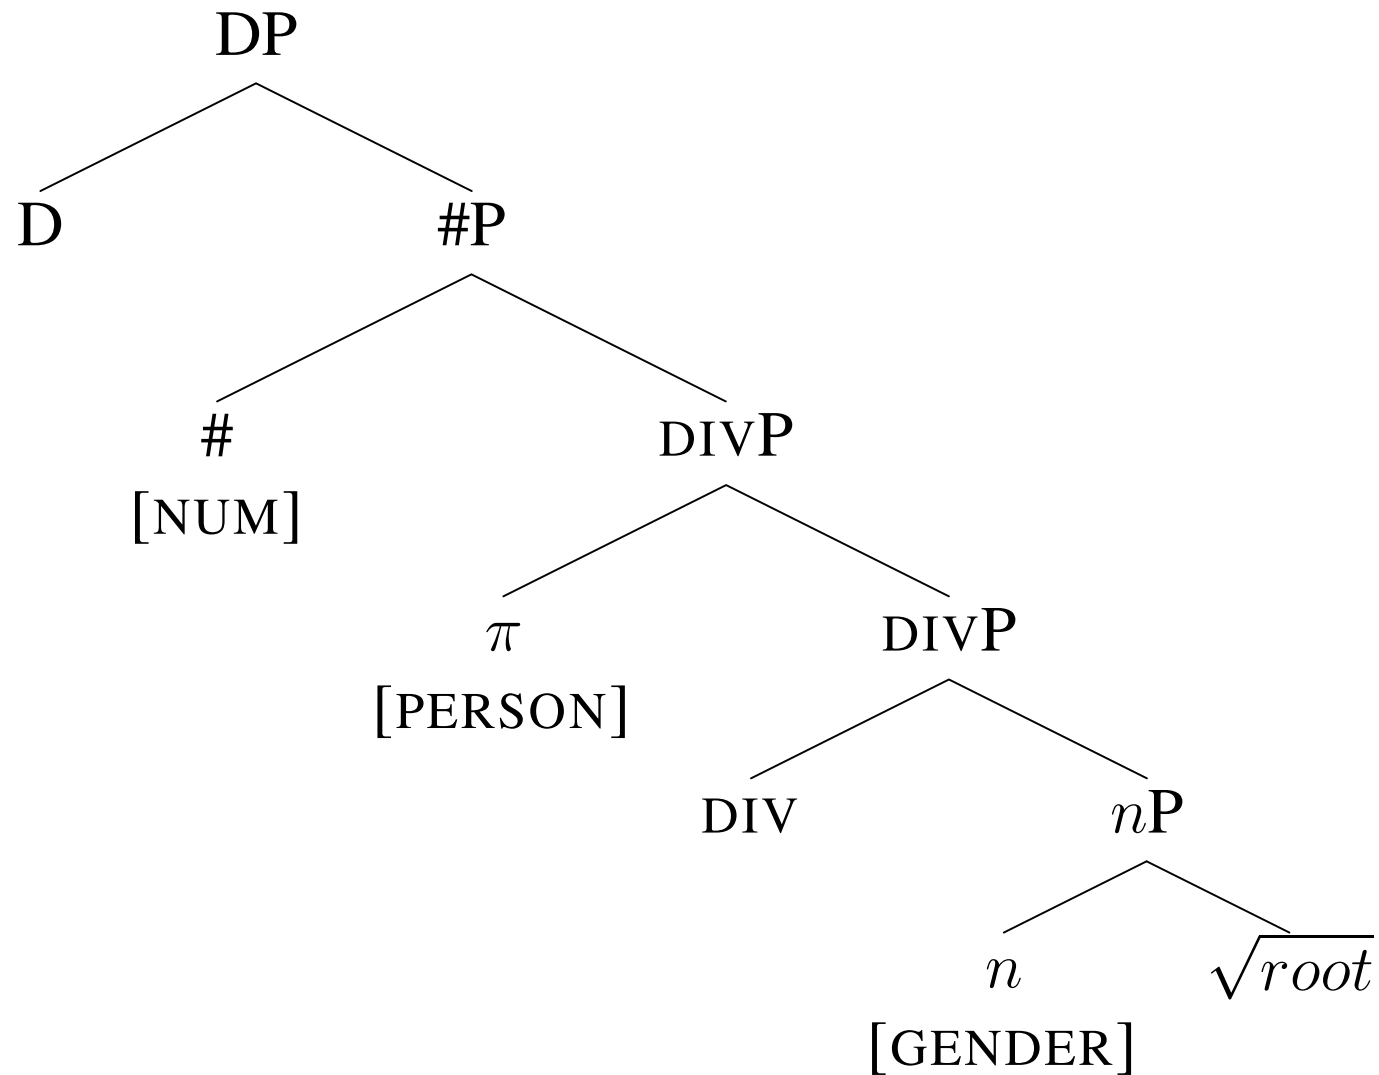 DP
D #P
# DIVP
[NUM]
π DIVP
[PERSON]
DIV nP
n √root
[GENDER]